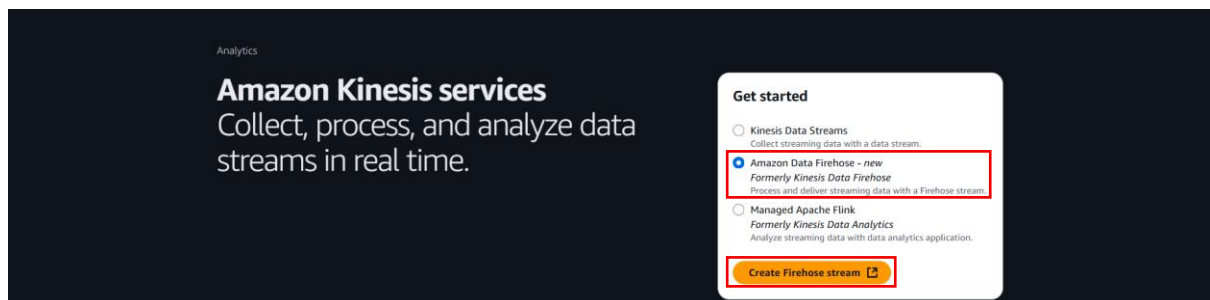 Analytics
Amazon Kinesis services
Collect, process, and analyze data
streams in real time.
Get started
Kinesis Data Streams
Collect streaming data with a data stream.
Amazon Data Firehose - new
Formerly Kinesis Data Firehose
Process and deliver streaming data with a Firehose stream.
Managed Apache Flink
Formerly Kinesis Data Analytics
Analyze streaming data with data analytics application.
Create Firehose stream